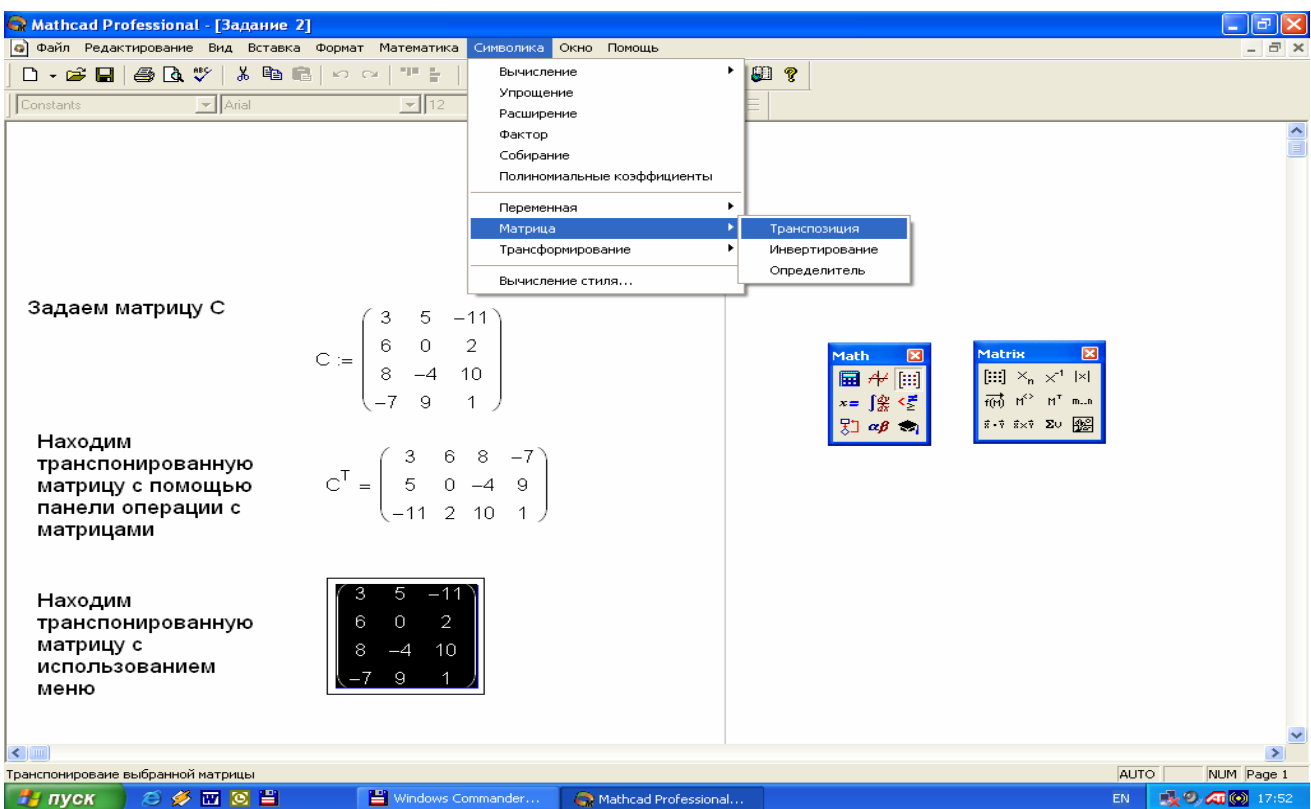 Mathcad Professional - [Задание 2]
Файл Редактирование Вид Вставка Формат Математика Символика Окно Помощь
Constants Arial 12
Вычисление
Упрощение
Расширение
Фактор
Собирание
Полиномиальные коэффициенты
Переменная
Матрица
Трансформирование
Вычисление стиля...
Транспозиция
Инвертирование
Определитель
Задаем матрицу С
C :=
3 5 −11
6 0 2
8 −4 10
−7 9 1
Math
Matrix
Находим
транспонированную
матрицу с помощью
панели операции с
матрицами
C^T =
3 6 8 −7
5 0 −4 9
−11 2 10 1
Находим
транспонированную
матрицу с
использованием
меню
3 5 −11
6 0 2
8 −4 10
−7 9 1
Транспонироваие выбранной матрицы
AUTO NUM Page 1
пуск Windows Commander... Mathcad Professional... EN 17:52